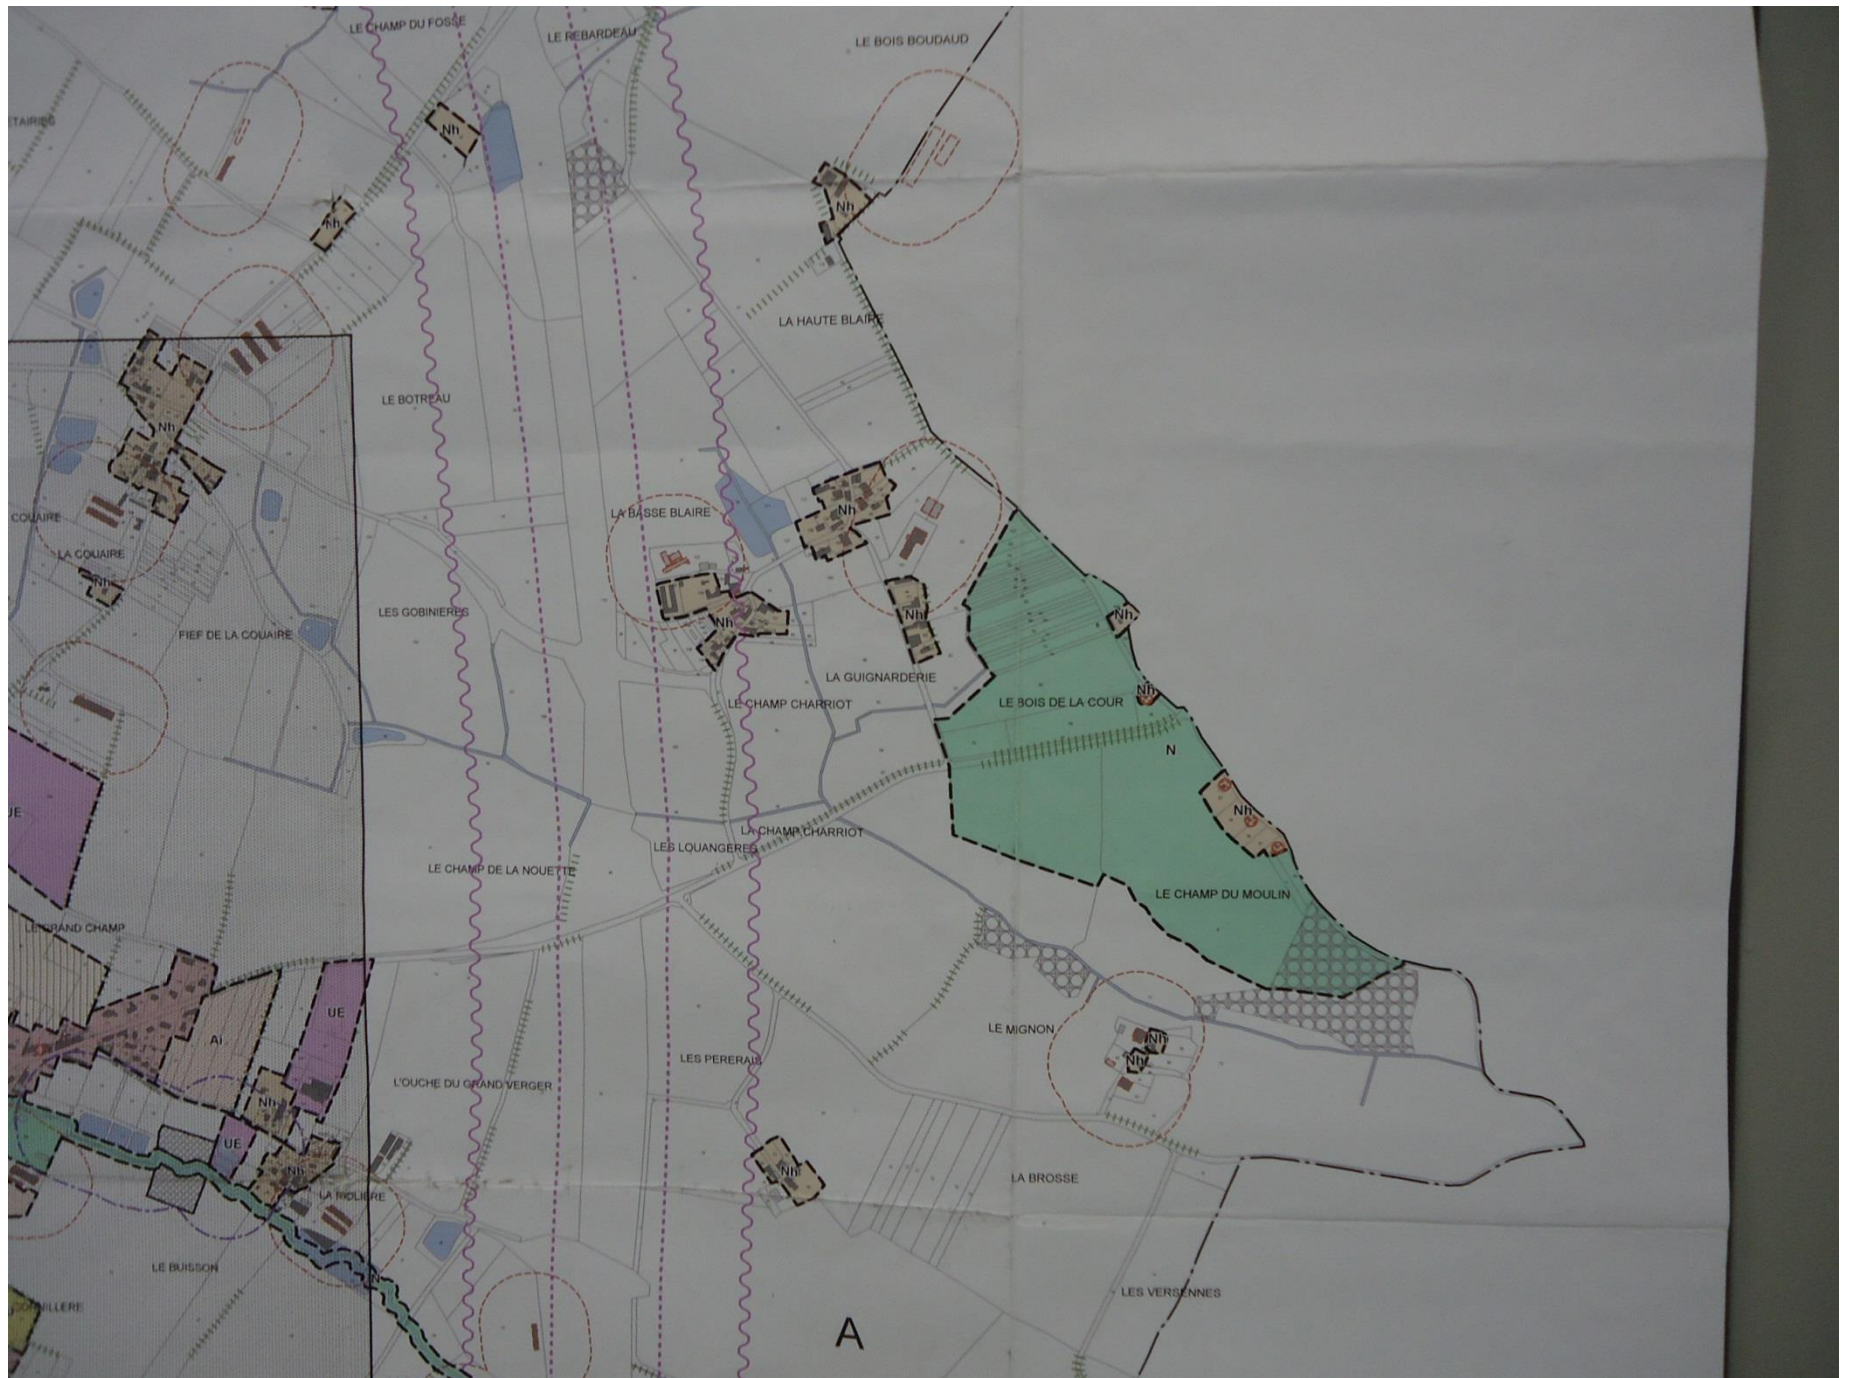 LE CHAMP DU FOSSE
LE REBARDEAU
LE BOIS BOUDAUD
Nh
Nh
Nh
LA HAUTE BLAIRE
LE BOTREAU
Nh
LA BASSE BLAIRE
Nh
COUAIRE
LA COUAIRE
Nh
LES GOBINIERES
FIEF DE LA COUAIRE
Nh
Nh
Nh
LA GUIGNARDERIE
LE CHAMP CHARRIOT
LE BOIS DE LA COUR
Nh
N
UE
Nh
LA CHAMP CHARRIOT
LES LOUANGERES
LE CHAMP DE LA NOUETTE
LE CHAMP DU MOULIN
LE GRAND CHAMP
UE
Ai
LE MIGNON
Nh
Nh
LES PERERAIS
L'OUCHE DU GRAND VERGER
Nh
UE
Nh
Nh
LA BROSSE
LA RIOLIERE
LE BUISSON
N
LES VERSENNES
A